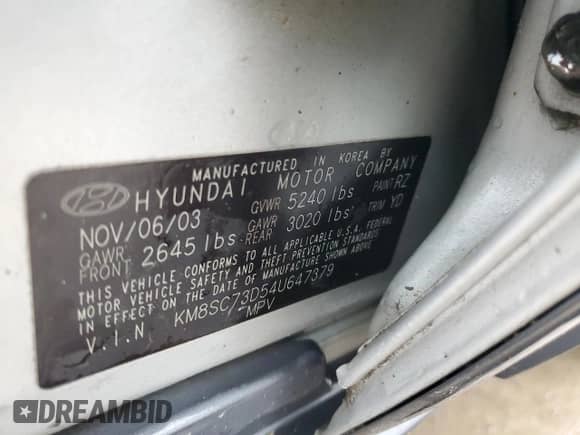 MANUFACTURED IN KOREA BY
HYUNDAI MOTOR COMPANY
NOV/06/03 GVWR 5240 lbs PAINT RZ
GAWR FRONT 2645 lbs GAWR REAR 3020 lbs TRIM YD
THIS VEHICLE CONFORMS TO ALL APPLICABLE U.S.A. FEDERAL
MOTOR VEHICLE SAFETY AND THEFT PREVENTION STANDARDS
IN EFFECT ON THE DATE OF MANUFACTURE SHOWN ABOVE.
V.I.N KM8SC73D54U647379
MPV
DREAMBID